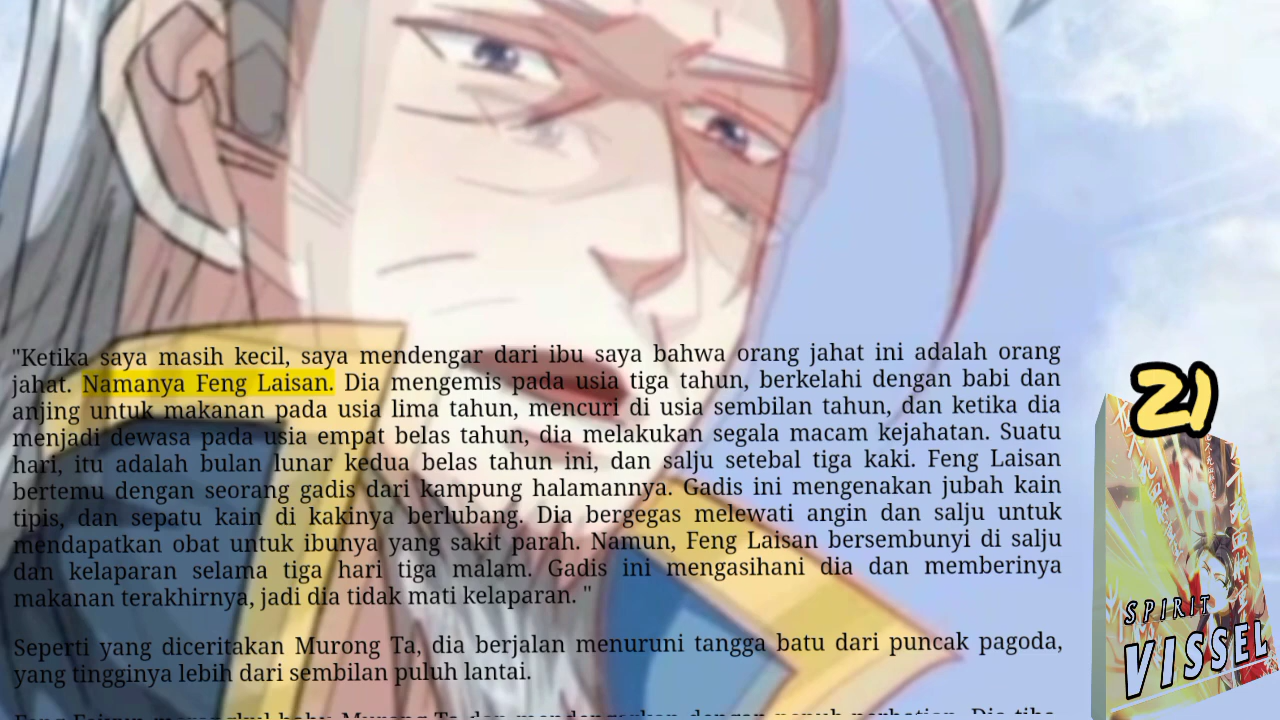 "Ketika saya masih kecil, saya mendengar dari ibu saya bahwa orang jahat ini adalah orang
jahat. Namanya Feng Laisan. Dia mengemis pada usia tiga tahun, berkelahi dengan babi dan
anjing untuk makanan pada usia lima tahun, mencuri di usia sembilan tahun, dan ketika dia
menjadi dewasa pada usia empat belas tahun, dia melakukan segala macam kejahatan. Suatu
hari, itu adalah bulan lunar kedua belas tahun ini, dan salju setebal tiga kaki. Feng Laisan
bertemu dengan seorang gadis dari kampung halamannya. Gadis ini mengenakan jubah kain
tipis, dan sepatu kain di kakinya berlubang. Dia bergegas melewati angin dan salju untuk
mendapatkan obat untuk ibunya yang sakit parah. Namun, Feng Laisan bersembunyi di salju
dan kelaparan selama tiga hari tiga malam. Gadis ini mengasihani dia dan memberinya
makanan terakhirnya, jadi dia tidak mati kelaparan. "
Seperti yang diceritakan Murong Ta, dia berjalan menuruni tangga batu dari puncak pagoda,
yang tingginya lebih dari sembilan puluh lantai.
21
SPIRIT
VISSEL